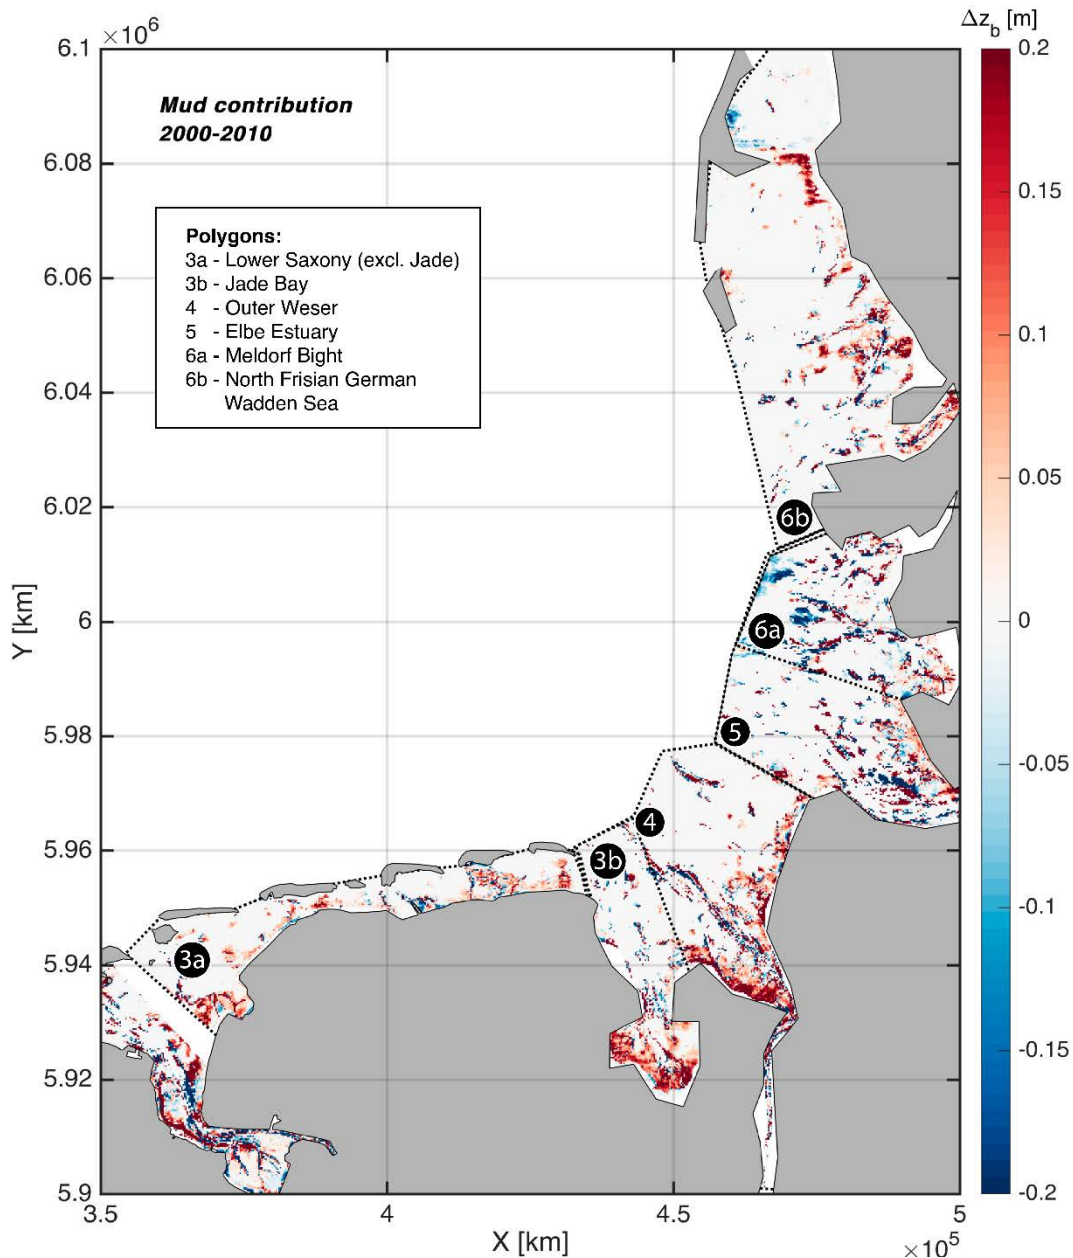 Δz_b [m]
×10⁶
6.1
0.2
Mud contribution
2000-2010
6.08
0.15
Polygons:
3a - Lower Saxony (excl. Jade)
3b - Jade Bay
4 - Outer Weser
5 - Elbe Estuary
6a - Meldorf Bight
6b - North Frisian German
Wadden Sea
6.06
0.1
6.04
0.05
6.02
6b
Y [km]
6
0
6a
5.98
5
-0.05
4
5.96
3b
-0.1
5.94
3a
-0.15
5.92
5.9
-0.2
3.5
4
4.5
5
X [km]
×10⁵